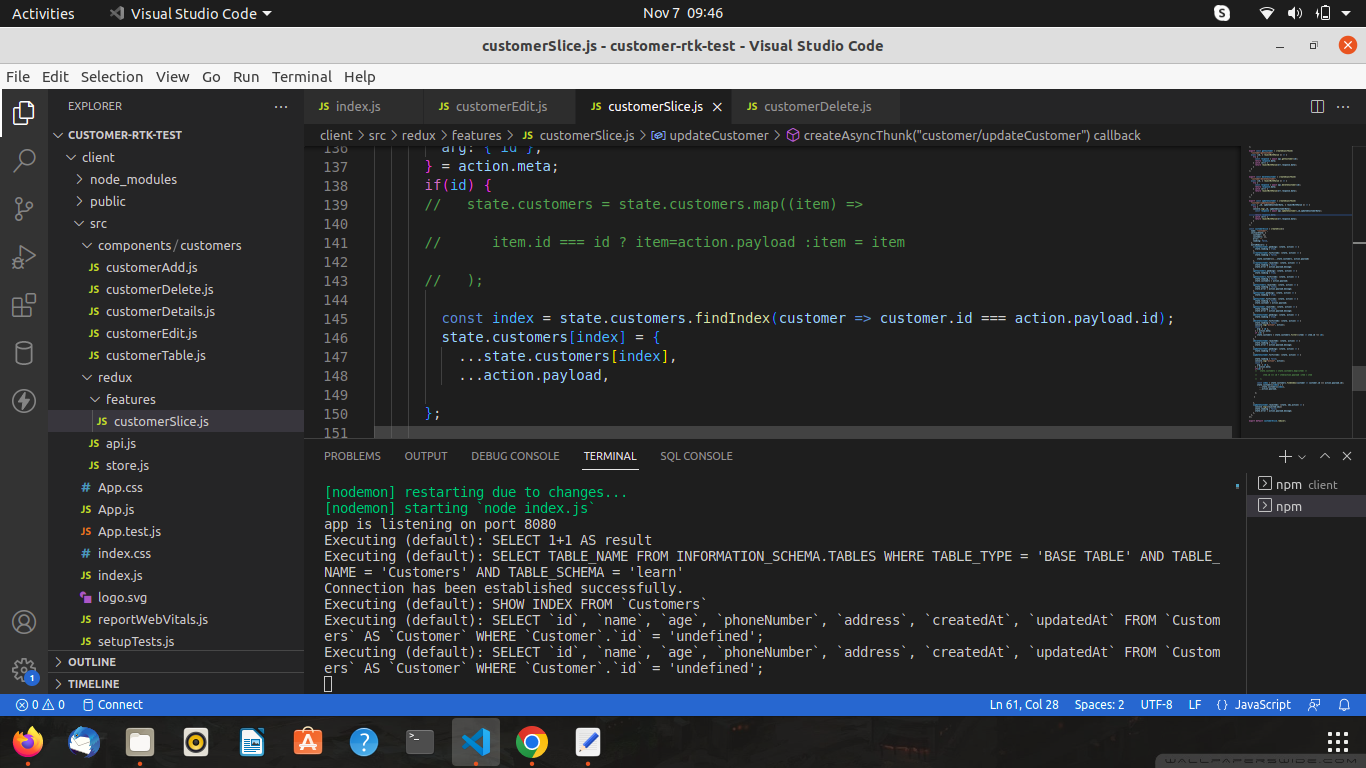 Activities
Visual Studio Code
Nov 7 09:46
customerSlice.js - customer-rtk-test - Visual Studio Code
File Edit Selection View Go Run Terminal Help
EXPLORER
CUSTOMER-RTK-TEST
client
node_modules
public
src
components/customers
JS customerAdd.js
JS customerDelete.js
JS customerDetails.js
JS customerEdit.js
JS customerTable.js
redux
features
JS customerSlice.js
JS api.js
JS store.js
# App.css
JS App.js
JS App.test.js
# index.css
JS index.js
logo.svg
JS reportWebVitals.js
JS setupTests.js
OUTLINE
TIMELINE
1
JS index.js
JS customerEdit.js
JS customerSlice.js
JS customerDelete.js
client > src > redux > features > JS customerSlice.js > updateCustomer > createAsyncThunk("customer/updateCustomer") callback
136 arg: { id },
137 } = action.meta;
138 if(id) {
139 // state.customers = state.customers.map((item) =>
140
141 // item.id === id ? item=action.payload :item = item
142
143 // );
144
145 const index = state.customers.findIndex(customer => customer.id === action.payload.id);
146 state.customers[index] = {
147 ...state.customers[index],
148 ...action.payload,
149
150 };
151
PROBLEMS OUTPUT DEBUG CONSOLE TERMINAL SQL CONSOLE
[nodemon] restarting due to changes...
[nodemon] starting `node index.js`
app is listening on port 8080
Executing (default): SELECT 1+1 AS result
Executing (default): SELECT TABLE_NAME FROM INFORMATION_SCHEMA.TABLES WHERE TABLE_TYPE = 'BASE TABLE' AND TABLE_
NAME = 'Customers' AND TABLE_SCHEMA = 'learn'
Connection has been established successfully.
Executing (default): SHOW INDEX FROM `Customers`
Executing (default): SELECT `id`, `name`, `age`, `phoneNumber`, `address`, `createdAt`, `updatedAt` FROM `Custom
ers` AS `Customer` WHERE `Customer`.`id` = 'undefined';
Executing (default): SELECT `id`, `name`, `age`, `phoneNumber`, `address`, `createdAt`, `updatedAt` FROM `Custom
ers` AS `Customer` WHERE `Customer`.`id` = 'undefined';
npm client
npm
0 0 Connect
Ln 61, Col 28 Spaces: 2 UTF-8 LF {} JavaScript
WALLPAPERSWIDE.COM